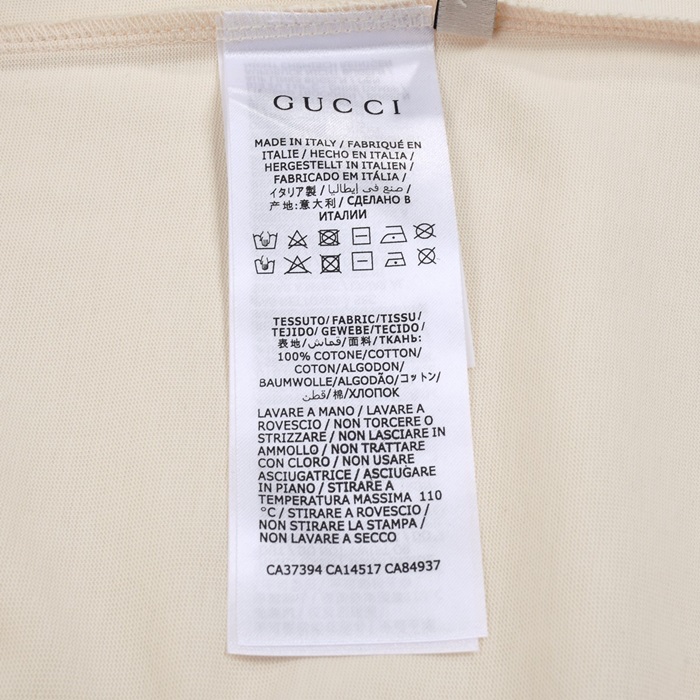 GUCCI
MADE IN ITALY / FABRIQUÉ EN
ITALIE / HECHO EN ITALIA /
HERGESTELLT IN ITALIEN /
FABRICADO EM ITÁLIA /
イタリア製 / صنع في إيطاليا /
产地:意大利 / СДЕЛАНО В
ИТАЛИИ
TESSUTO/FABRIC/TISSU/
TEJIDO/ GEWEBE/TECIDO/
表地/قماش/面料/ТКАНЬ:
100% COTONE/COTTON/
COTON/ALGODON/
BAUMWOLLE/ALGODÃO/コットン/
قطن/棉/ХЛОПОК
LAVARE A MANO / LAVARE A
ROVESCIO / NON TORCERE O
STRIZZARE / NON LASCIARE IN
AMMOLLO / NON TRATTARE
CON CLORO / NON USARE
ASCIUGATRICE / ASCIUGARE
IN PIANO / STIRARE A
TEMPERATURA MASSIMA 110
°C / STIRARE A ROVESCIO /
NON STIRARE LA STAMPA /
NON LAVARE A SECCO
CA37394 CA14517 CA84937